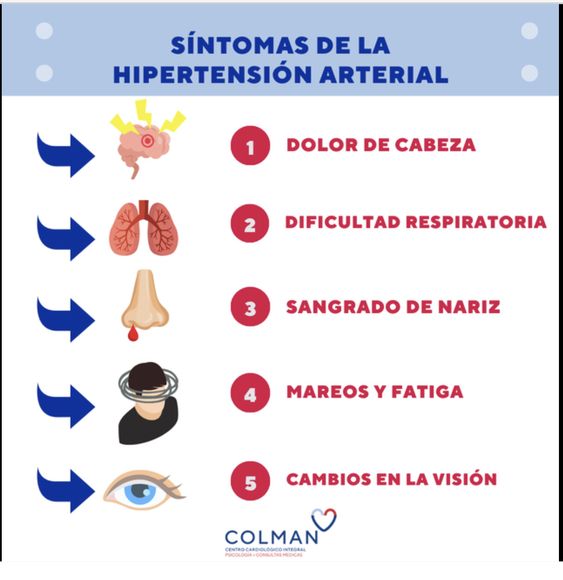 SÍNTOMAS DE LA
HIPERTENSIÓN ARTERIAL
1 DOLOR DE CABEZA
2 DIFICULTAD RESPIRATORIA
3 SANGRADO DE NARIZ
4 MAREOS Y FATIGA
5 CAMBIOS EN LA VISIÓN
COLMAN
CENTRO CARDIOLÓGICO INTEGRAL
PSICOLOGÍA • CONSULTAS MÉDICAS